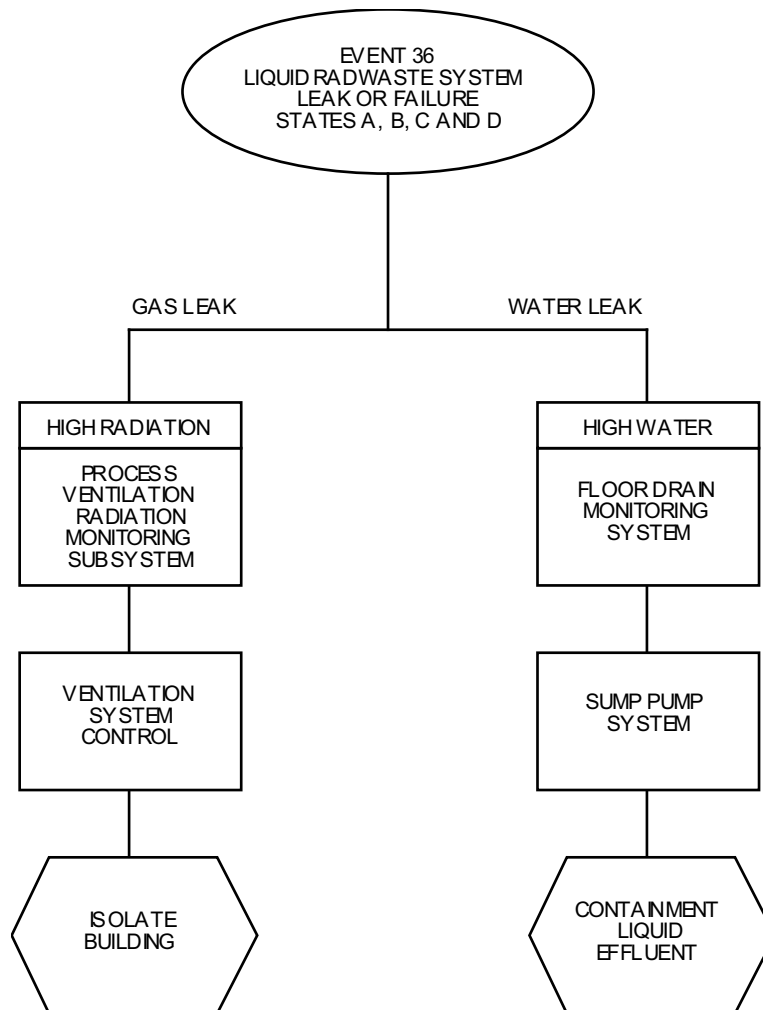 EVENT 36
LIQUID RADWASTE SYSTEM
LEAK OR FAILURE
STATES A, B, C AND D
GAS LEAK
WATER LEAK
HIGH RADIATION
PROCESS
VENTILATION
RADIATION
MONITORING
SUBSYSTEM
HIGH WATER
FLOOR DRAIN
MONITORING
SYSTEM
VENTILATION
SYSTEM
CONTROL
SUMP PUMP
SYSTEM
ISOLATE
BUILDING
CONTAINMENT
LIQUID
EFFLUENT